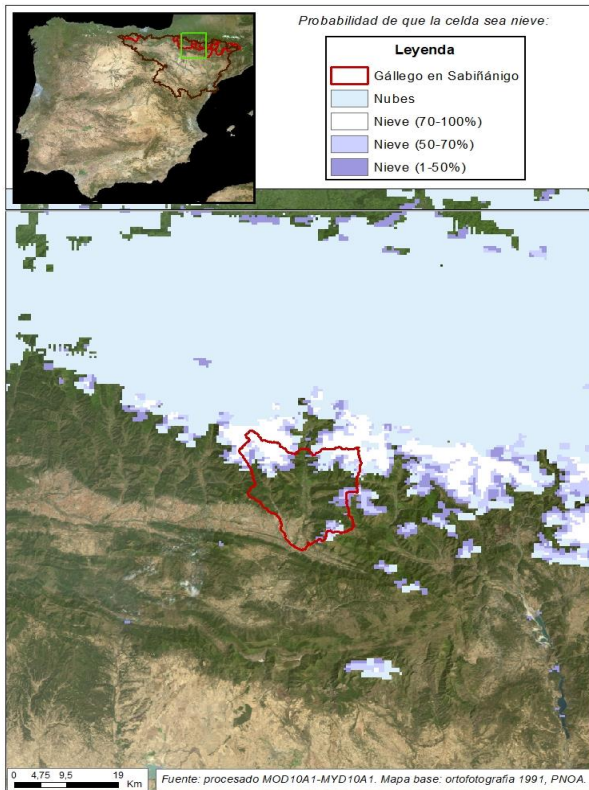 Probabilidad de que la celda sea nieve:
Leyenda
Gállego en Sabiñánigo
Nubes
Nieve (70-100%)
Nieve (50-70%)
Nieve (1-50%)
0 4,75 9,5 19
Km
Fuente: procesado MOD10A1-MYD10A1. Mapa base: ortofotografia 1991, PNOA.